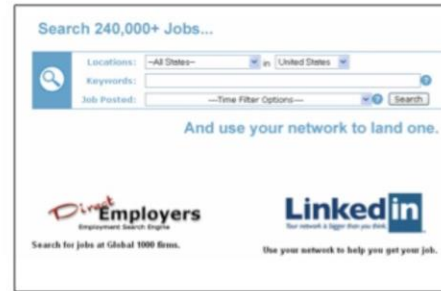 Search 240,000+ Jobs...
Locations: --All States-- in United States
Keywords:
Job Posted: ---Time Filter Options--- Search
And use your network to land one.
Direct Employers
Employment Search Engine
Linked in
Your network is bigger than you think.
Search for jobs at Global 1000 firms.
Use your network to help you get your job.